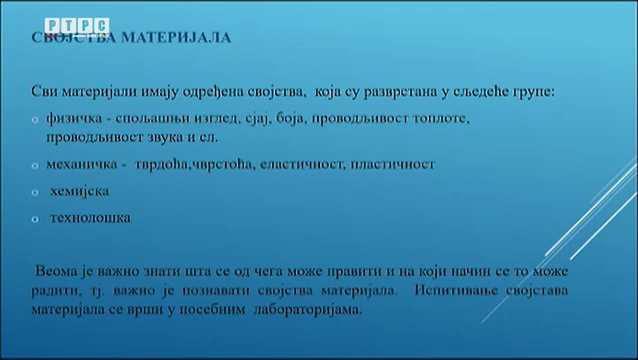 РТРС
СВОЈСТВА МАТЕРИЈАЛА
Сви материјали имају одређена својства, која су разврстана у сљедеће групе:
o физичка - спољашњи изглед, сјај, боја, проводљивост топлоте,
проводљивост звука и сл.
o механичка - тврдоћа,чврстоћа, еластичност, пластичност
o хемијска
o технолошка
Веома је важно знати шта се од чега може правити и на који начин се то може
радити, тј. важно је познавати својства материјала. Испитивање својстава
материјала се врши у посебним лабораторијама.